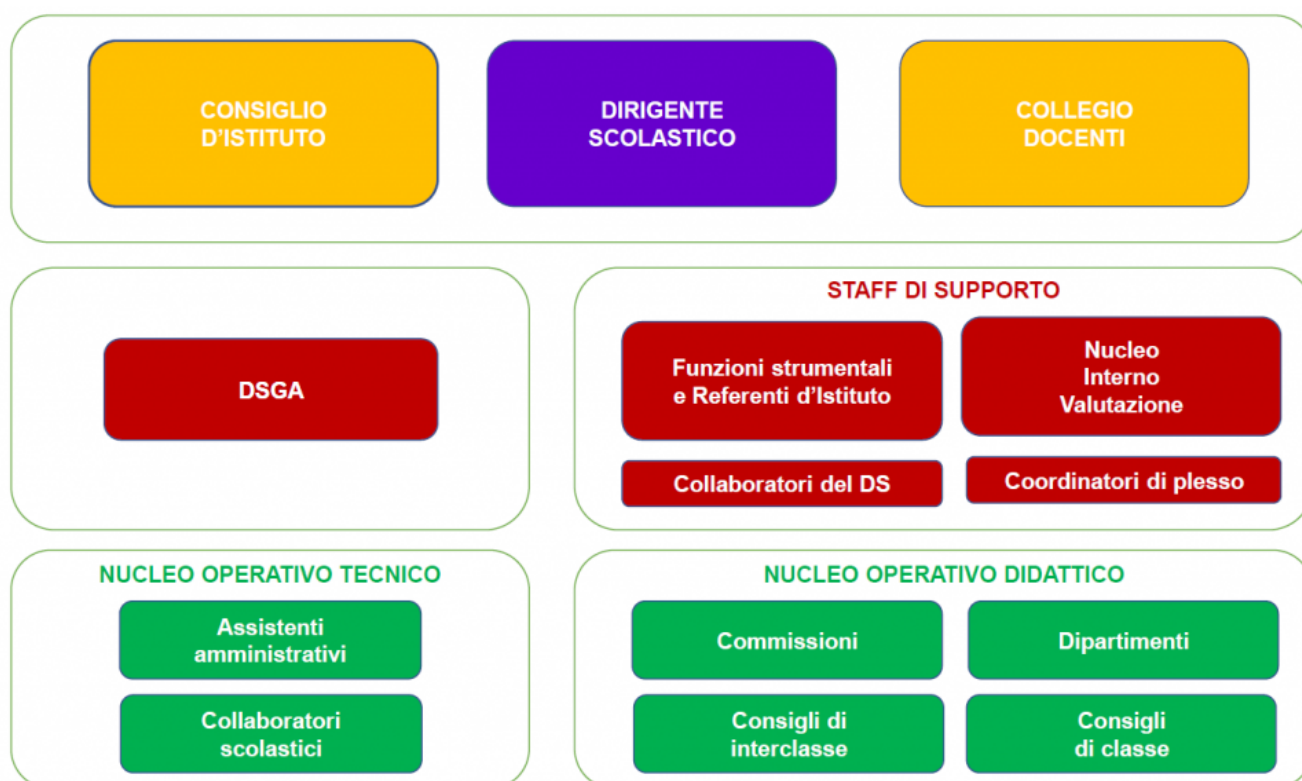 CONSIGLIO
D'ISTITUTO
DIRIGENTE
SCOLASTICO
COLLEGIO
DOCENTI
DSGA
STAFF DI SUPPORTO
Funzioni strumentali
e Referenti d'Istituto
Nucleo
Interno
Valutazione
Collaboratori del DS
Coordinatori di plesso
NUCLEO OPERATIVO TECNICO
Assistenti
amministrativi
Collaboratori
scolastici
NUCLEO OPERATIVO DIDATTICO
Commissioni
Dipartimenti
Consigli di
interclasse
Consigli
di classe